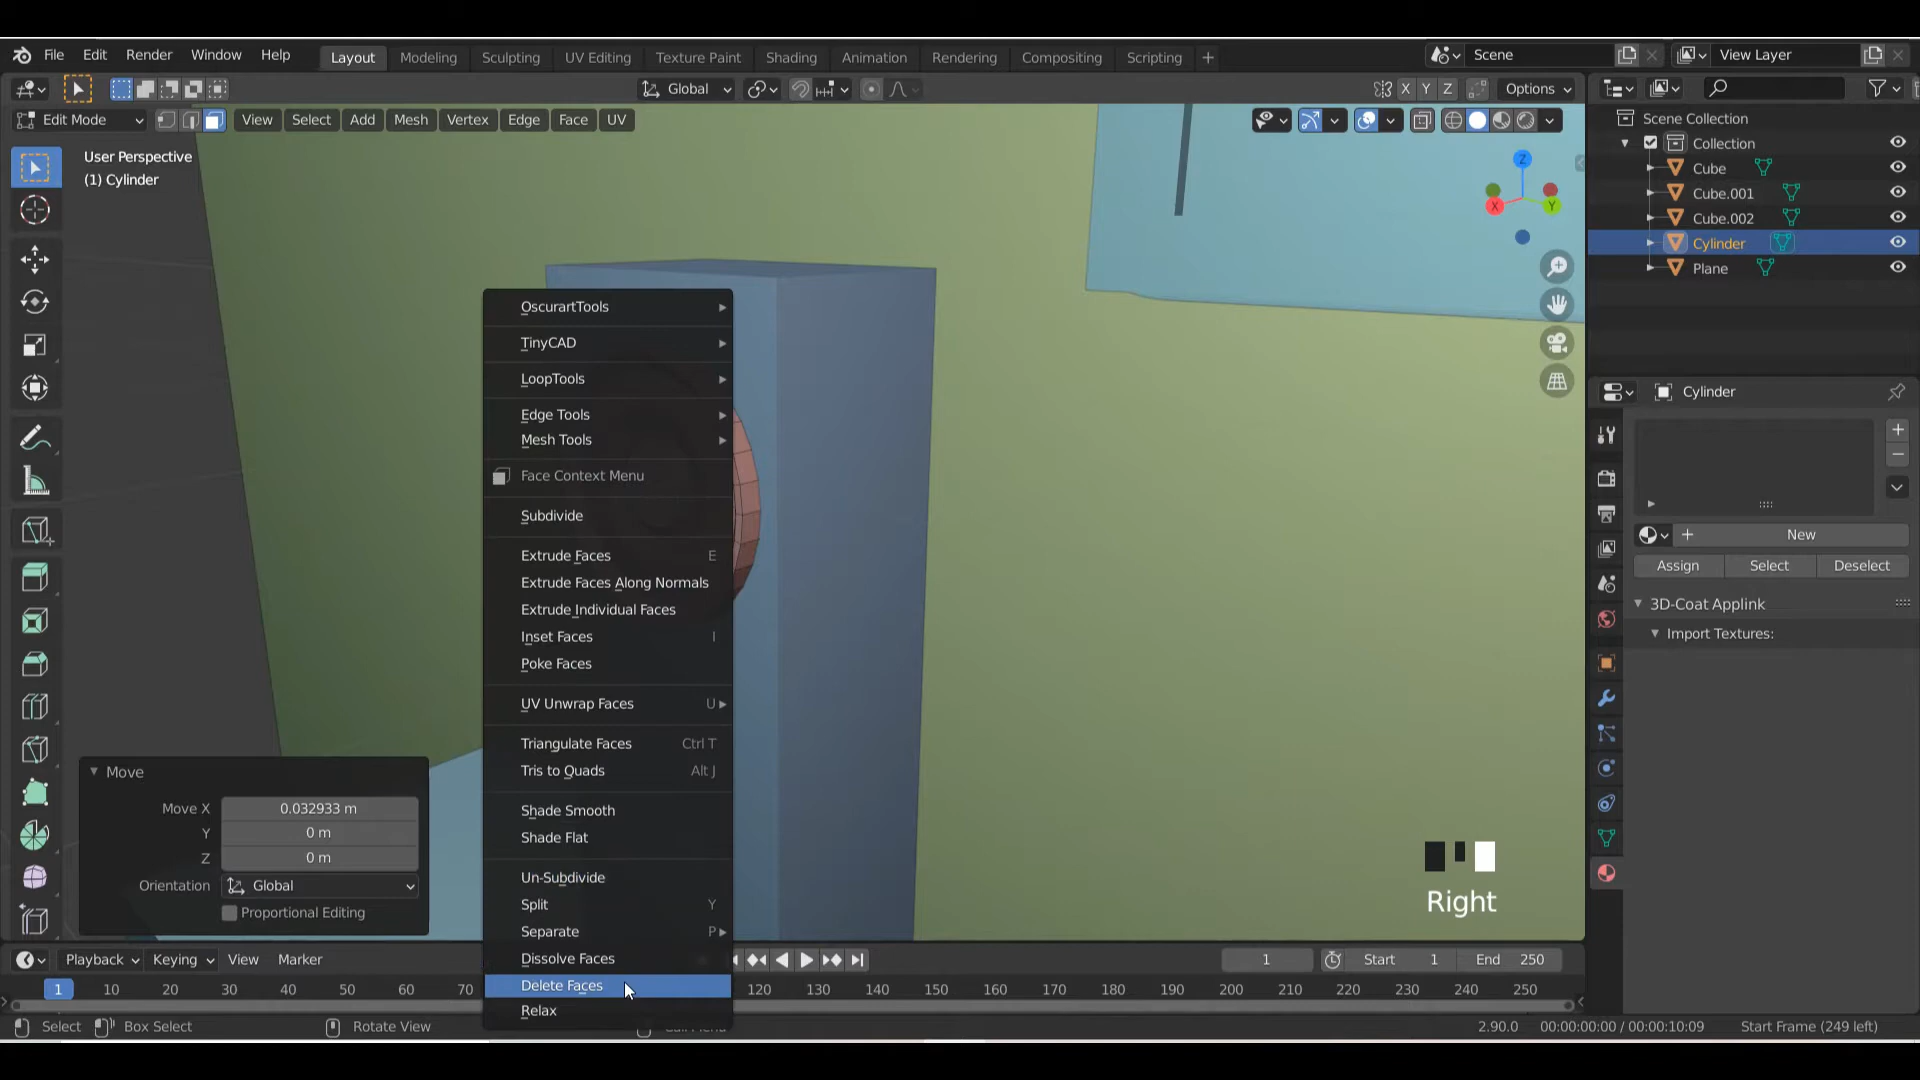 File Edit Render Window Help Layout Modeling Sculpting UV Editing Texture Paint Shading Animation Rendering Compositing Scripting + Scene View Layer
Global X Y Z Options
Edit Mode View Select Add Mesh Vertex Edge Face UV
User Perspective
(1) Cylinder
Z
X
Y
Scene Collection
Collection
Cube
Cube.001
Cube.002
Cylinder
Plane
Cylinder
New
Assign Select Deselect
3D-Coat Applink
Import Textures:
OscurartTools
TinyCAD
LoopTools
Edge Tools
Mesh Tools
Face Context Menu
Subdivide
Extrude Faces E
Extrude Faces Along Normals
Extrude Individual Faces
Inset Faces I
Poke Faces
UV Unwrap Faces U
Triangulate Faces Ctrl T
Tris to Quads Alt J
Shade Smooth
Shade Flat
Un-Subdivide
Split Y
Separate P
Dissolve Faces
Delete Faces
Relax
Move
Move X 0.032933 m
Y 0 m
Z 0 m
Orientation Global
Proportional Editing
Right
Playback Keying View Marker 1 Start 1 End 250
1 10 20 30 40 50 60 70 120 130 140 150 160 170 180 190 200 210 220 230 240 250
Select Box Select Rotate View 2.90.0 00:00:00:00 / 00:00:10:09 Start Frame (249 left)